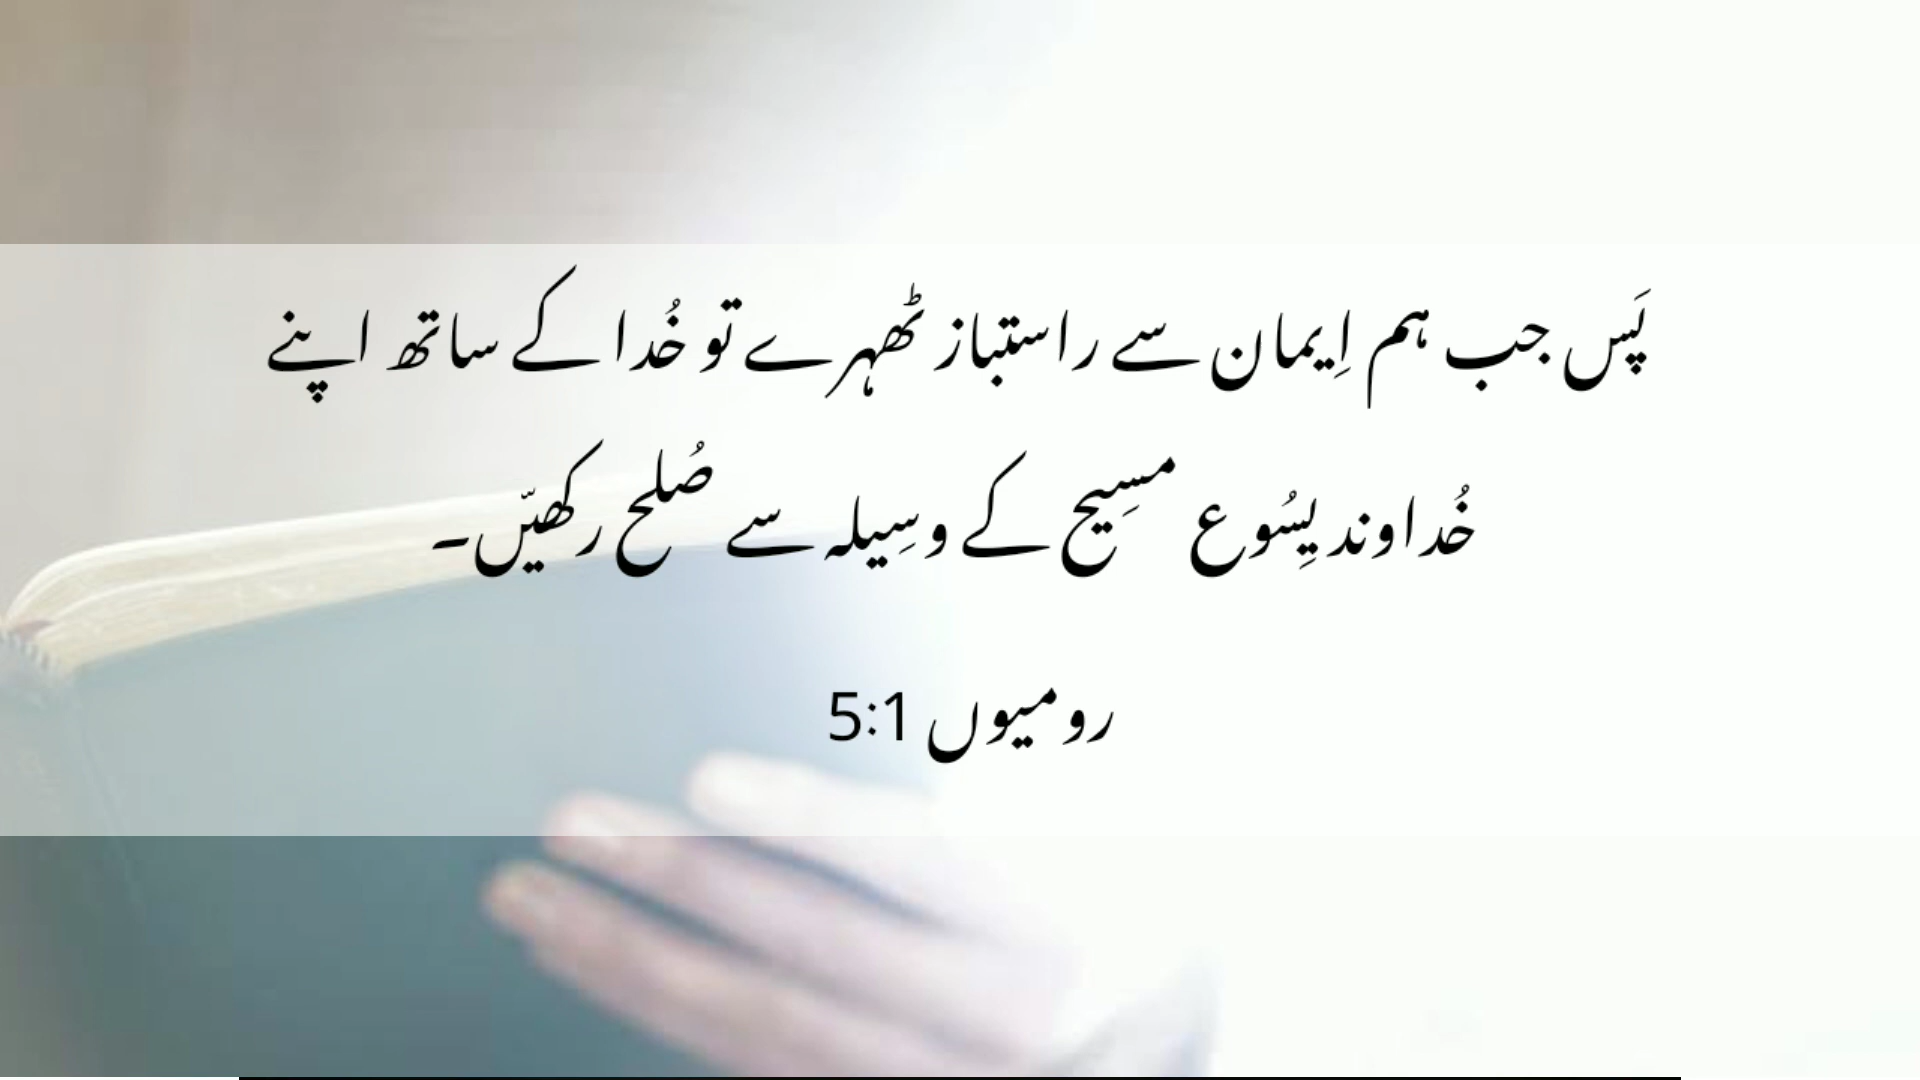 پَس جب ہم اِیمان سے راستباز ٹھہرے تو خُدا کے ساتھ اپنے
خُداوند یِسُوع مسِیح کے وسِیلہ سے صُلح رکھیّں۔
رومیوں 5:1